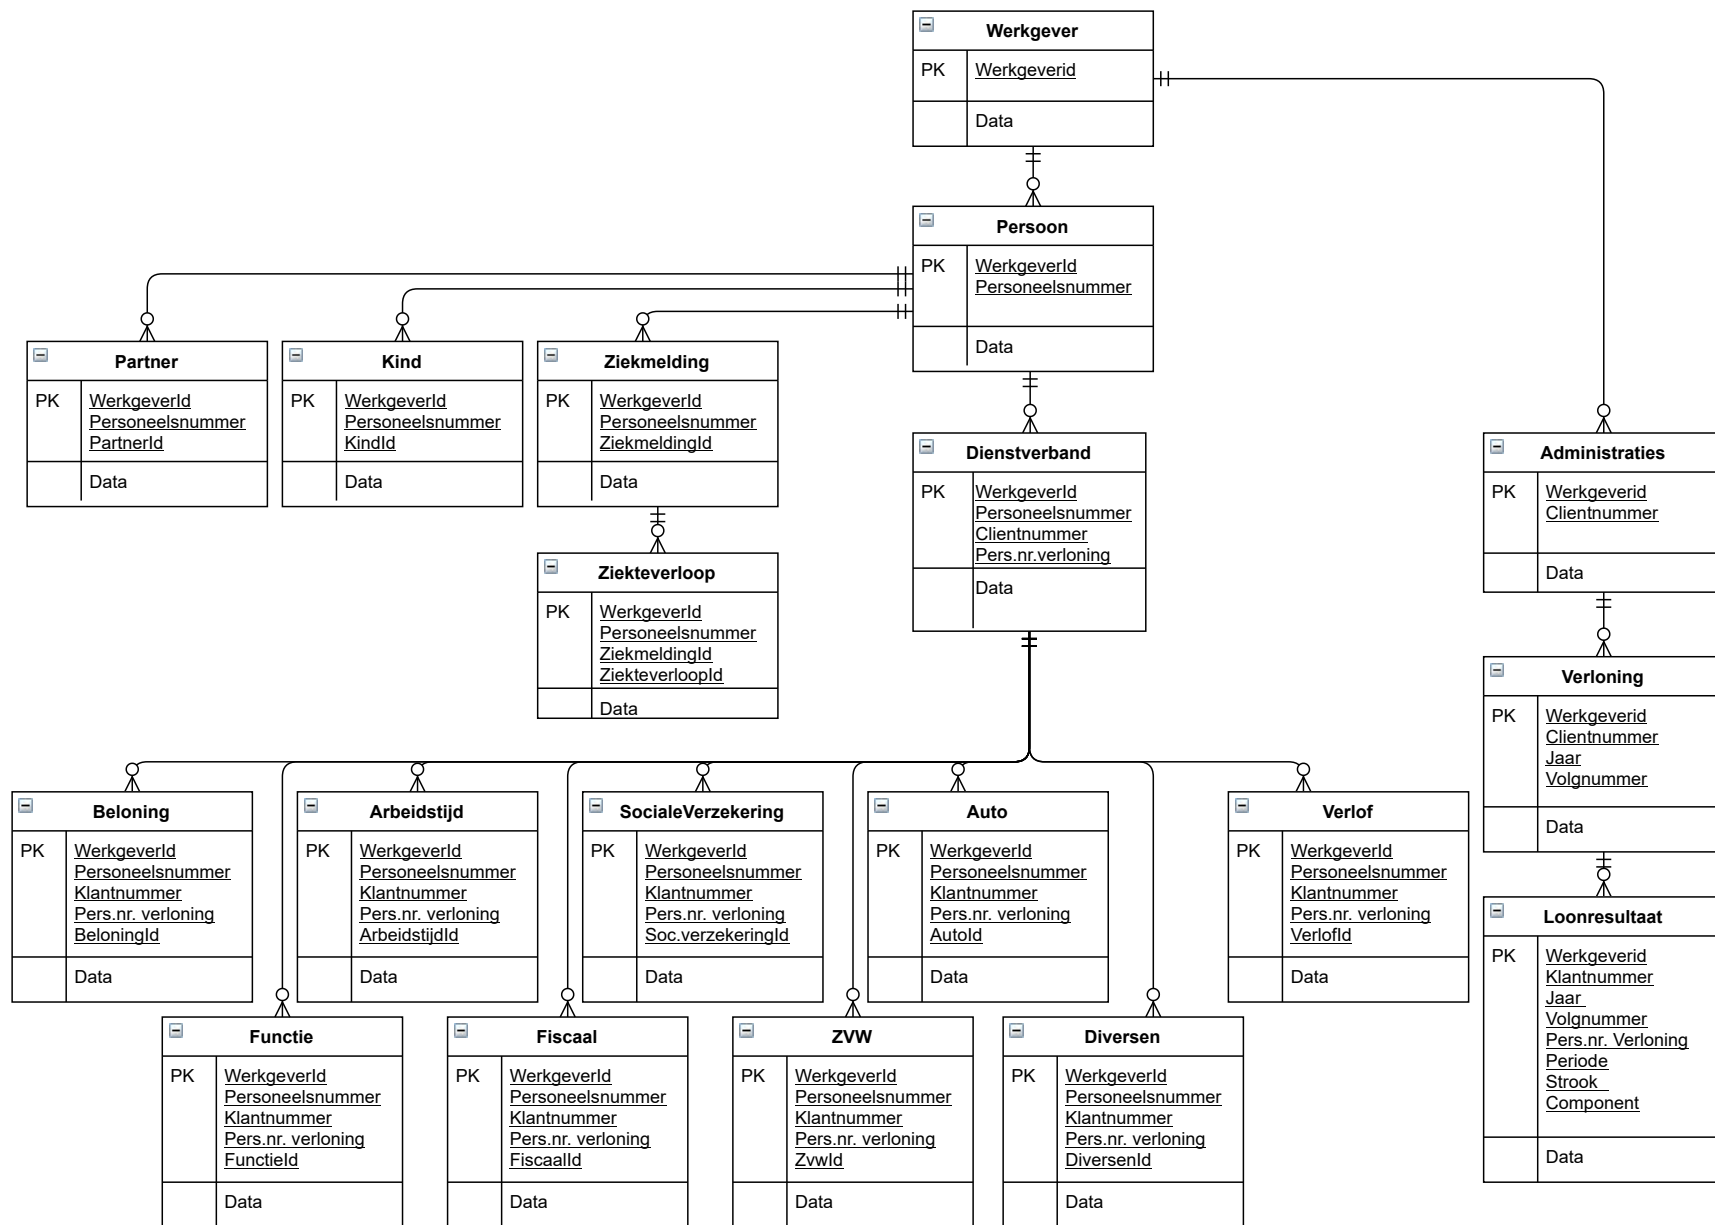 Werkgever
PK
Werkgeverid
Data
Persoon
PK
WerkgeverId
Personeelsnummer
Data
Partner
PK
WerkgeverId
Personeelsnummer
PartnerId
Data
Kind
PK
WerkgeverId
Personeelsnummer
KindId
Data
Ziekmelding
PK
WerkgeverId
Personeelsnummer
ZiekmeldingId
Data
Ziekteverloop
PK
WerkgeverId
Personeelsnummer
ZiekmeldingId
ZiekteverloopId
Data
Dienstverband
PK
WerkgeverId
Personeelsnummer
Clientnummer
Pers.nr.verloning
Data
Administraties
PK
Werkgeverid
Clientnummer
Data
Verloning
PK
Werkgeverid
Clientnummer
Jaar
Volgnummer
Data
Loonresultaat
PK
Werkgeverid
Klantnummer
Jaar
Volgnummer
Pers.nr. Verloning
Periode
Strook
Component
Data
Beloning
PK
WerkgeverId
Personeelsnummer
Klantnummer
Pers.nr. verloning
BeloningId
Data
Arbeidstijd
PK
WerkgeverId
Personeelsnummer
Klantnummer
Pers.nr. verloning
ArbeidstijdId
Data
SocialeVerzekering
PK
WerkgeverId
Personeelsnummer
Klantnummer
Pers.nr. verloning
Soc.verzekeringId
Data
Auto
PK
WerkgeverId
Personeelsnummer
Klantnummer
Pers.nr. verloning
AutoId
Data
Verlof
PK
WerkgeverId
Personeelsnummer
Klantnummer
Pers.nr. verloning
VerlofId
Data
Functie
PK
WerkgeverId
Personeelsnummer
Klantnummer
Pers.nr. verloning
FunctieId
Data
Fiscaal
PK
WerkgeverId
Personeelsnummer
Klantnummer
Pers.nr. verloning
FiscaalId
Data
ZVW
PK
WerkgeverId
Personeelsnummer
Klantnummer
Pers.nr. verloning
ZvwId
Data
Diversen
PK
WerkgeverId
Personeelsnummer
Klantnummer
Pers.nr. verloning
DiversenId
Data